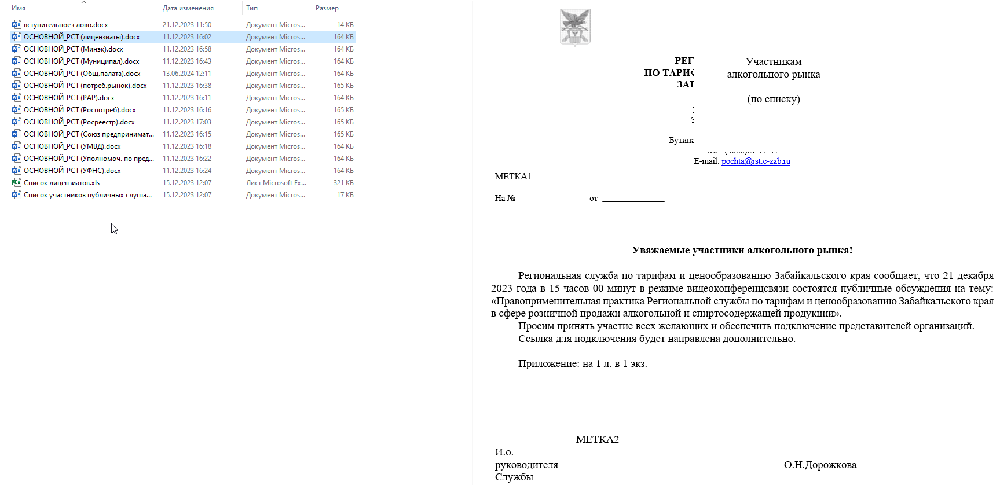 Имя Дата изменения Тип Размер
вступительное слово.docx 21.12.2023 11:50 Документ Micros... 14 КБ
ОСНОВНОЙ_РСТ (лицензиаты).docx 11.12.2023 16:02 Документ Micros... 164 КБ
ОСНОВНОЙ_РСТ (Минэк).docx 11.12.2023 16:58 Документ Micros... 164 КБ
ОСНОВНОЙ_РСТ (Муниципал).docx 11.12.2023 16:43 Документ Micros... 164 КБ
ОСНОВНОЙ_РСТ (Общ.палата).docx 13.06.2024 12:11 Документ Micros... 164 КБ
ОСНОВНОЙ_РСТ (потреб.рынок).docx 11.12.2023 16:38 Документ Micros... 165 КБ
ОСНОВНОЙ_РСТ (РАР).docx 11.12.2023 16:11 Документ Micros... 164 КБ
ОСНОВНОЙ_РСТ (Роспотреб).docx 11.12.2023 16:16 Документ Micros... 165 КБ
ОСНОВНОЙ_РСТ (Росреестр).docx 11.12.2023 17:03 Документ Micros... 165 КБ
ОСНОВНОЙ_РСТ (Союз предпринимат... 11.12.2023 16:15 Документ Micros... 165 КБ
ОСНОВНОЙ_РСТ (УМВД).docx 11.12.2023 16:18 Документ Micros... 164 КБ
ОСНОВНОЙ_РСТ (Уполномоч. по пред... 11.12.2023 16:22 Документ Micros... 164 КБ
ОСНОВНОЙ_РСТ (УФНС).docx 11.12.2023 16:24 Документ Micros... 164 КБ
Список лицензиатов.xls 15.12.2023 12:07 Лист Microsoft Ex... 321 КБ
Список участников публичных слуша... 15.12.2023 12:07 Документ Micros... 17 КБ
РЕГ
ПО ТАРИФ
ЗАБ
Бутина
Участникам
алкогольного рынка
(по списку)
E-mail: pochta@rst.e-zab.ru
МЕТКА1
На № ____________ от ____________
Уважаемые участники алкогольного рынка!
Региональная служба по тарифам и ценообразованию Забайкальского края сообщает, что 21 декабря
2023 года в 15 часов 00 минут в режиме видеоконференцсвязи состоятся публичные обсуждения на тему:
«Правоприменительная практика Региональной службы по тарифам и ценообразованию Забайкальского края
в сфере розничной продажи алкогольной и спиртосодержащей продукции».
Просим принять участие всех желающих и обеспечить подключение представителей организаций.
Ссылка для подключения будет направлена дополнительно.
Приложение: на 1 л. в 1 экз.
МЕТКА2
И.о.
руководителя О.Н.Дорожкова
Службы